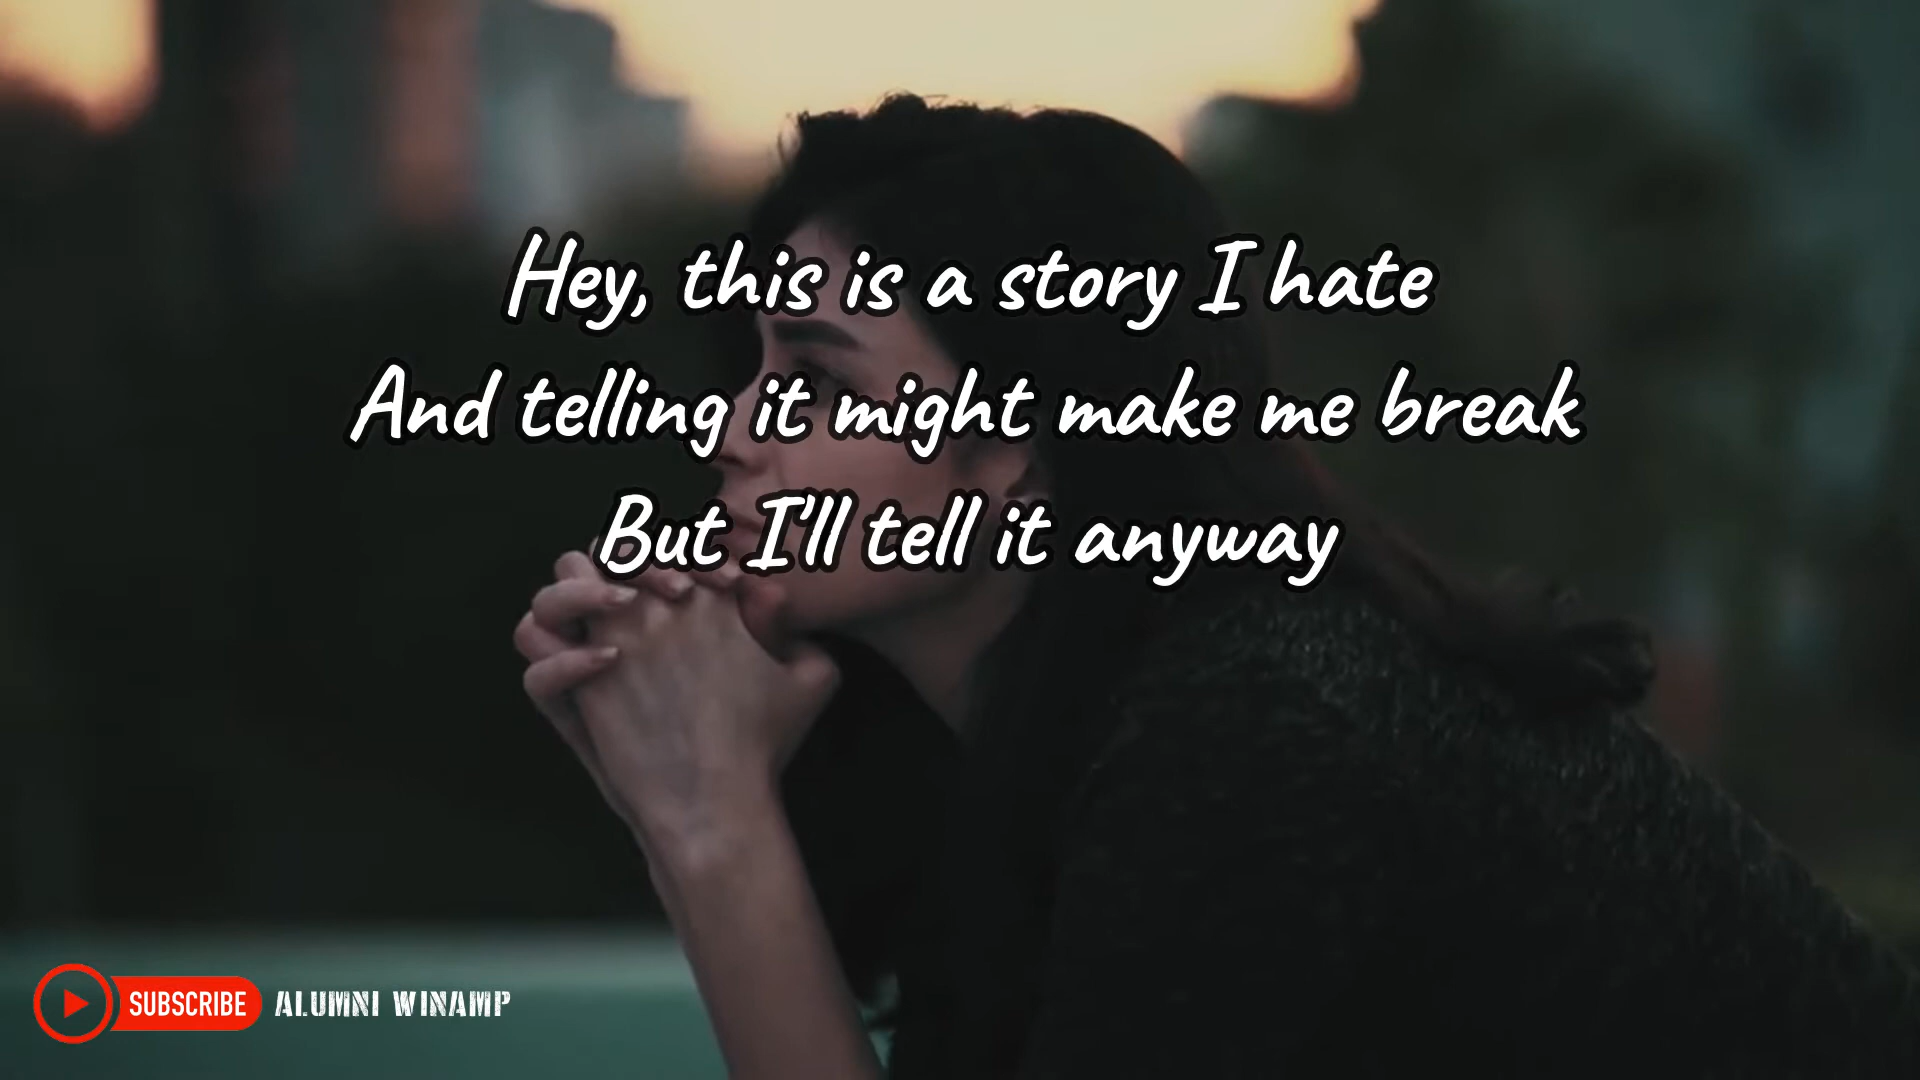 Hey, this is a story I hate
And telling it might make me break
But I'll tell it anyway
SUBSCRIBE ALUMNI WINAMP